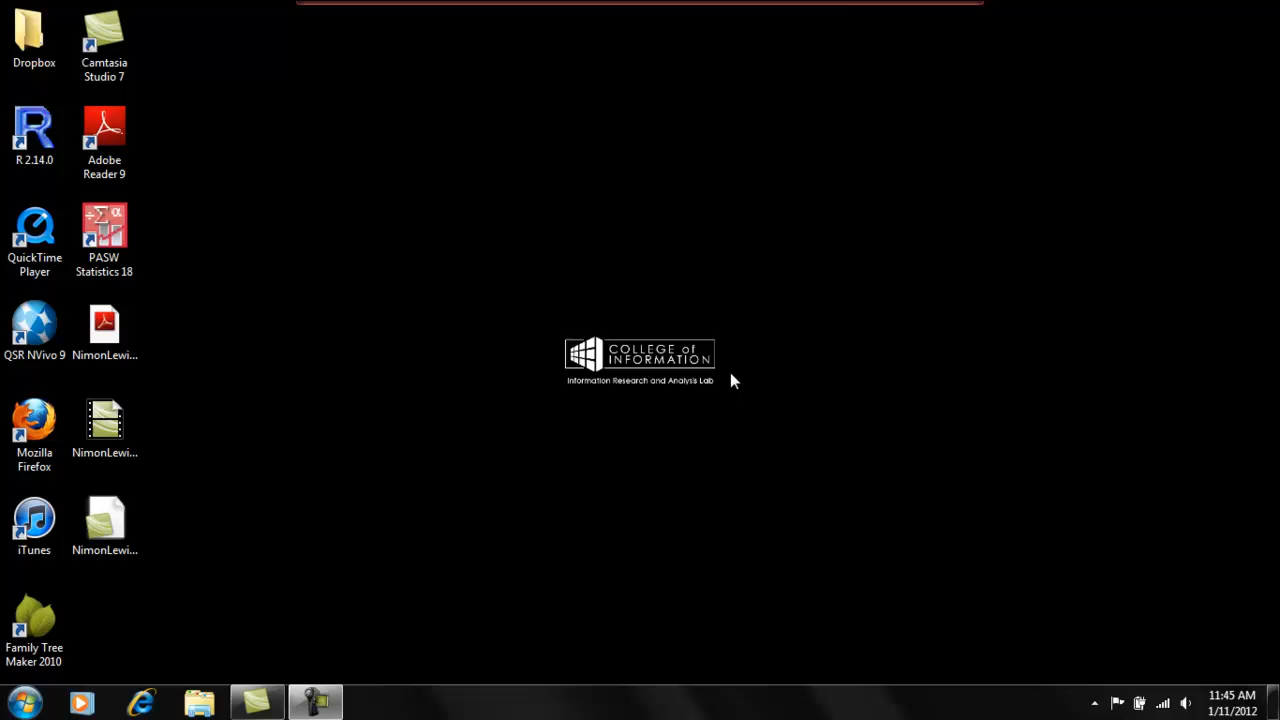 Dropbox
Camtasia
Studio 7
R 2.14.0
Adobe
Reader 9
QuickTime
Player
PASW
Statistics 18
QSR NVivo 9
NimonLewi...
Mozilla
Firefox
NimonLewi...
iTunes
NimonLewi...
Family Tree
Maker 2010
COLLEGE of
INFORMATION
Information Research and Analysis Lab
11:45 AM
1/11/2012